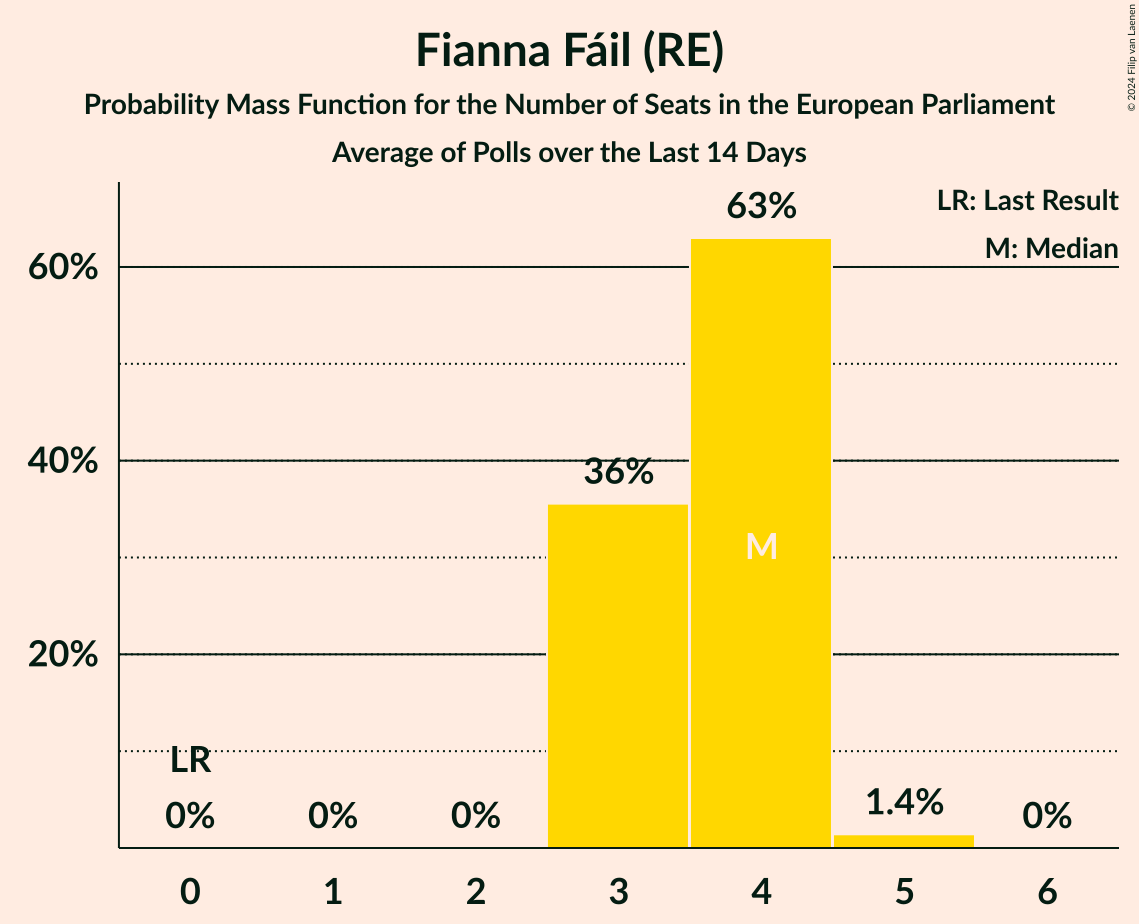 Fianna Fáil (RE)
Probability Mass Function for the Number of Seats in the European Parliament
Average of Polls over the Last 14 Days
© 2024 Filip van Laenen
LR: Last Result
M: Median
60%
40%
20%
63%
36%
M
LR
0%
0%
0%
1.4%
0%
0
1
2
3
4
5
6